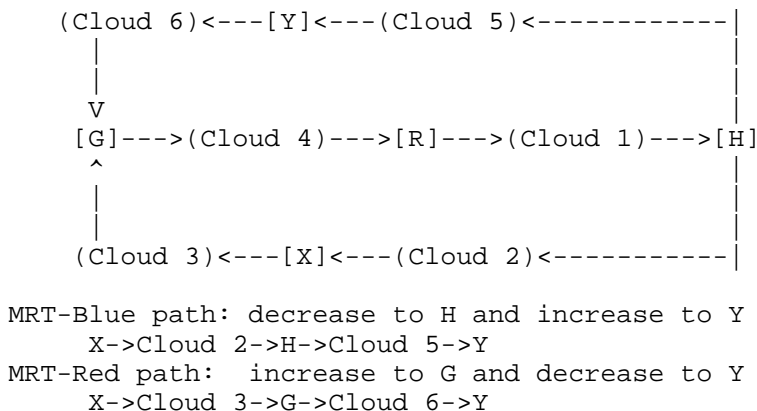 (Cloud 6)<---[Y]<---(Cloud 5)<------------|
|                                |
|                                |
V                                |
[G]--->(Cloud 4)--->[R]--->(Cloud 1)--->[H]
^                                |
|                                |
|                                |
(Cloud 3)<---[X]<---(Cloud 2)<-----------|
MRT-Blue path: decrease to H and increase to Y
X->Cloud 2->H->Cloud 5->Y
MRT-Red path:  increase to G and decrease to Y
X->Cloud 3->G->Cloud 6->Y